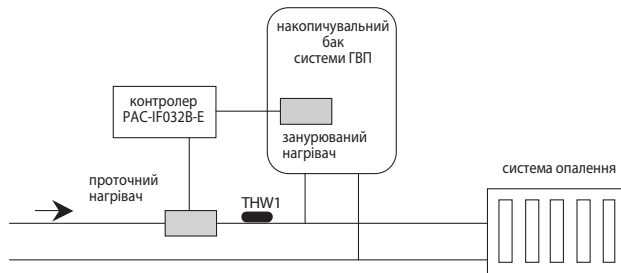 накопичувальний
бак
системи ГВП
контролер
PAC-IF032B-E
занурюваний
нагрівач
система опалення
проточний
нагрівач
THW1